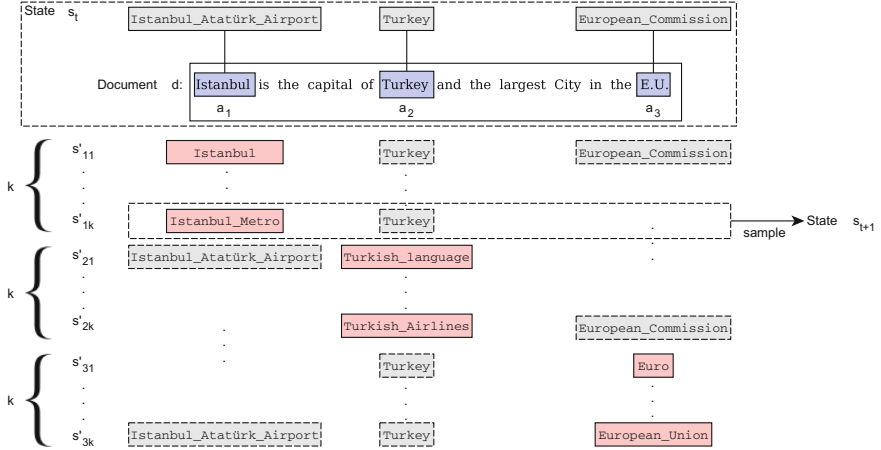 State s_t Istanbul_Atatürk_Airport Turkey European_Commission
Document d: Istanbul is the capital of Turkey and the largest City in the E.U.
a_1 a_2 a_3
s'_11 Istanbul Turkey European_Commission
k
s'_1k Istanbul_Metro Turkey
sample State s_t+1
s'_21 Istanbul_Atatürk_Airport Turkish_language
k
s'_2k Turkish_Airlines European_Commission
s'_31 Turkey Euro
k
s'_3k Istanbul_Atatürk_Airport Turkey European_Union